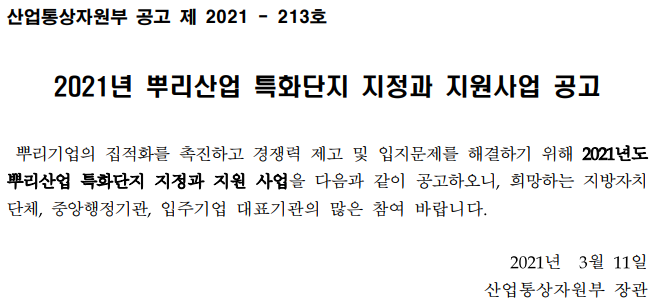 산업통상자원부 공고 제 2021 - 213호
2021년 뿌리산업 특화단지 지정과 지원사업 공고
뿌리기업의 집적화를 촉진하고 경쟁력 제고 및 입지문제를 해결하기 위해 2021년도
뿌리산업 특화단지 지정과 지원 사업을 다음과 같이 공고하오니, 희망하는 지방자치
단체, 중앙행정기관, 입주기업 대표기관의 많은 참여 바랍니다.
2021년 3월 11일
산업통상자원부 장관